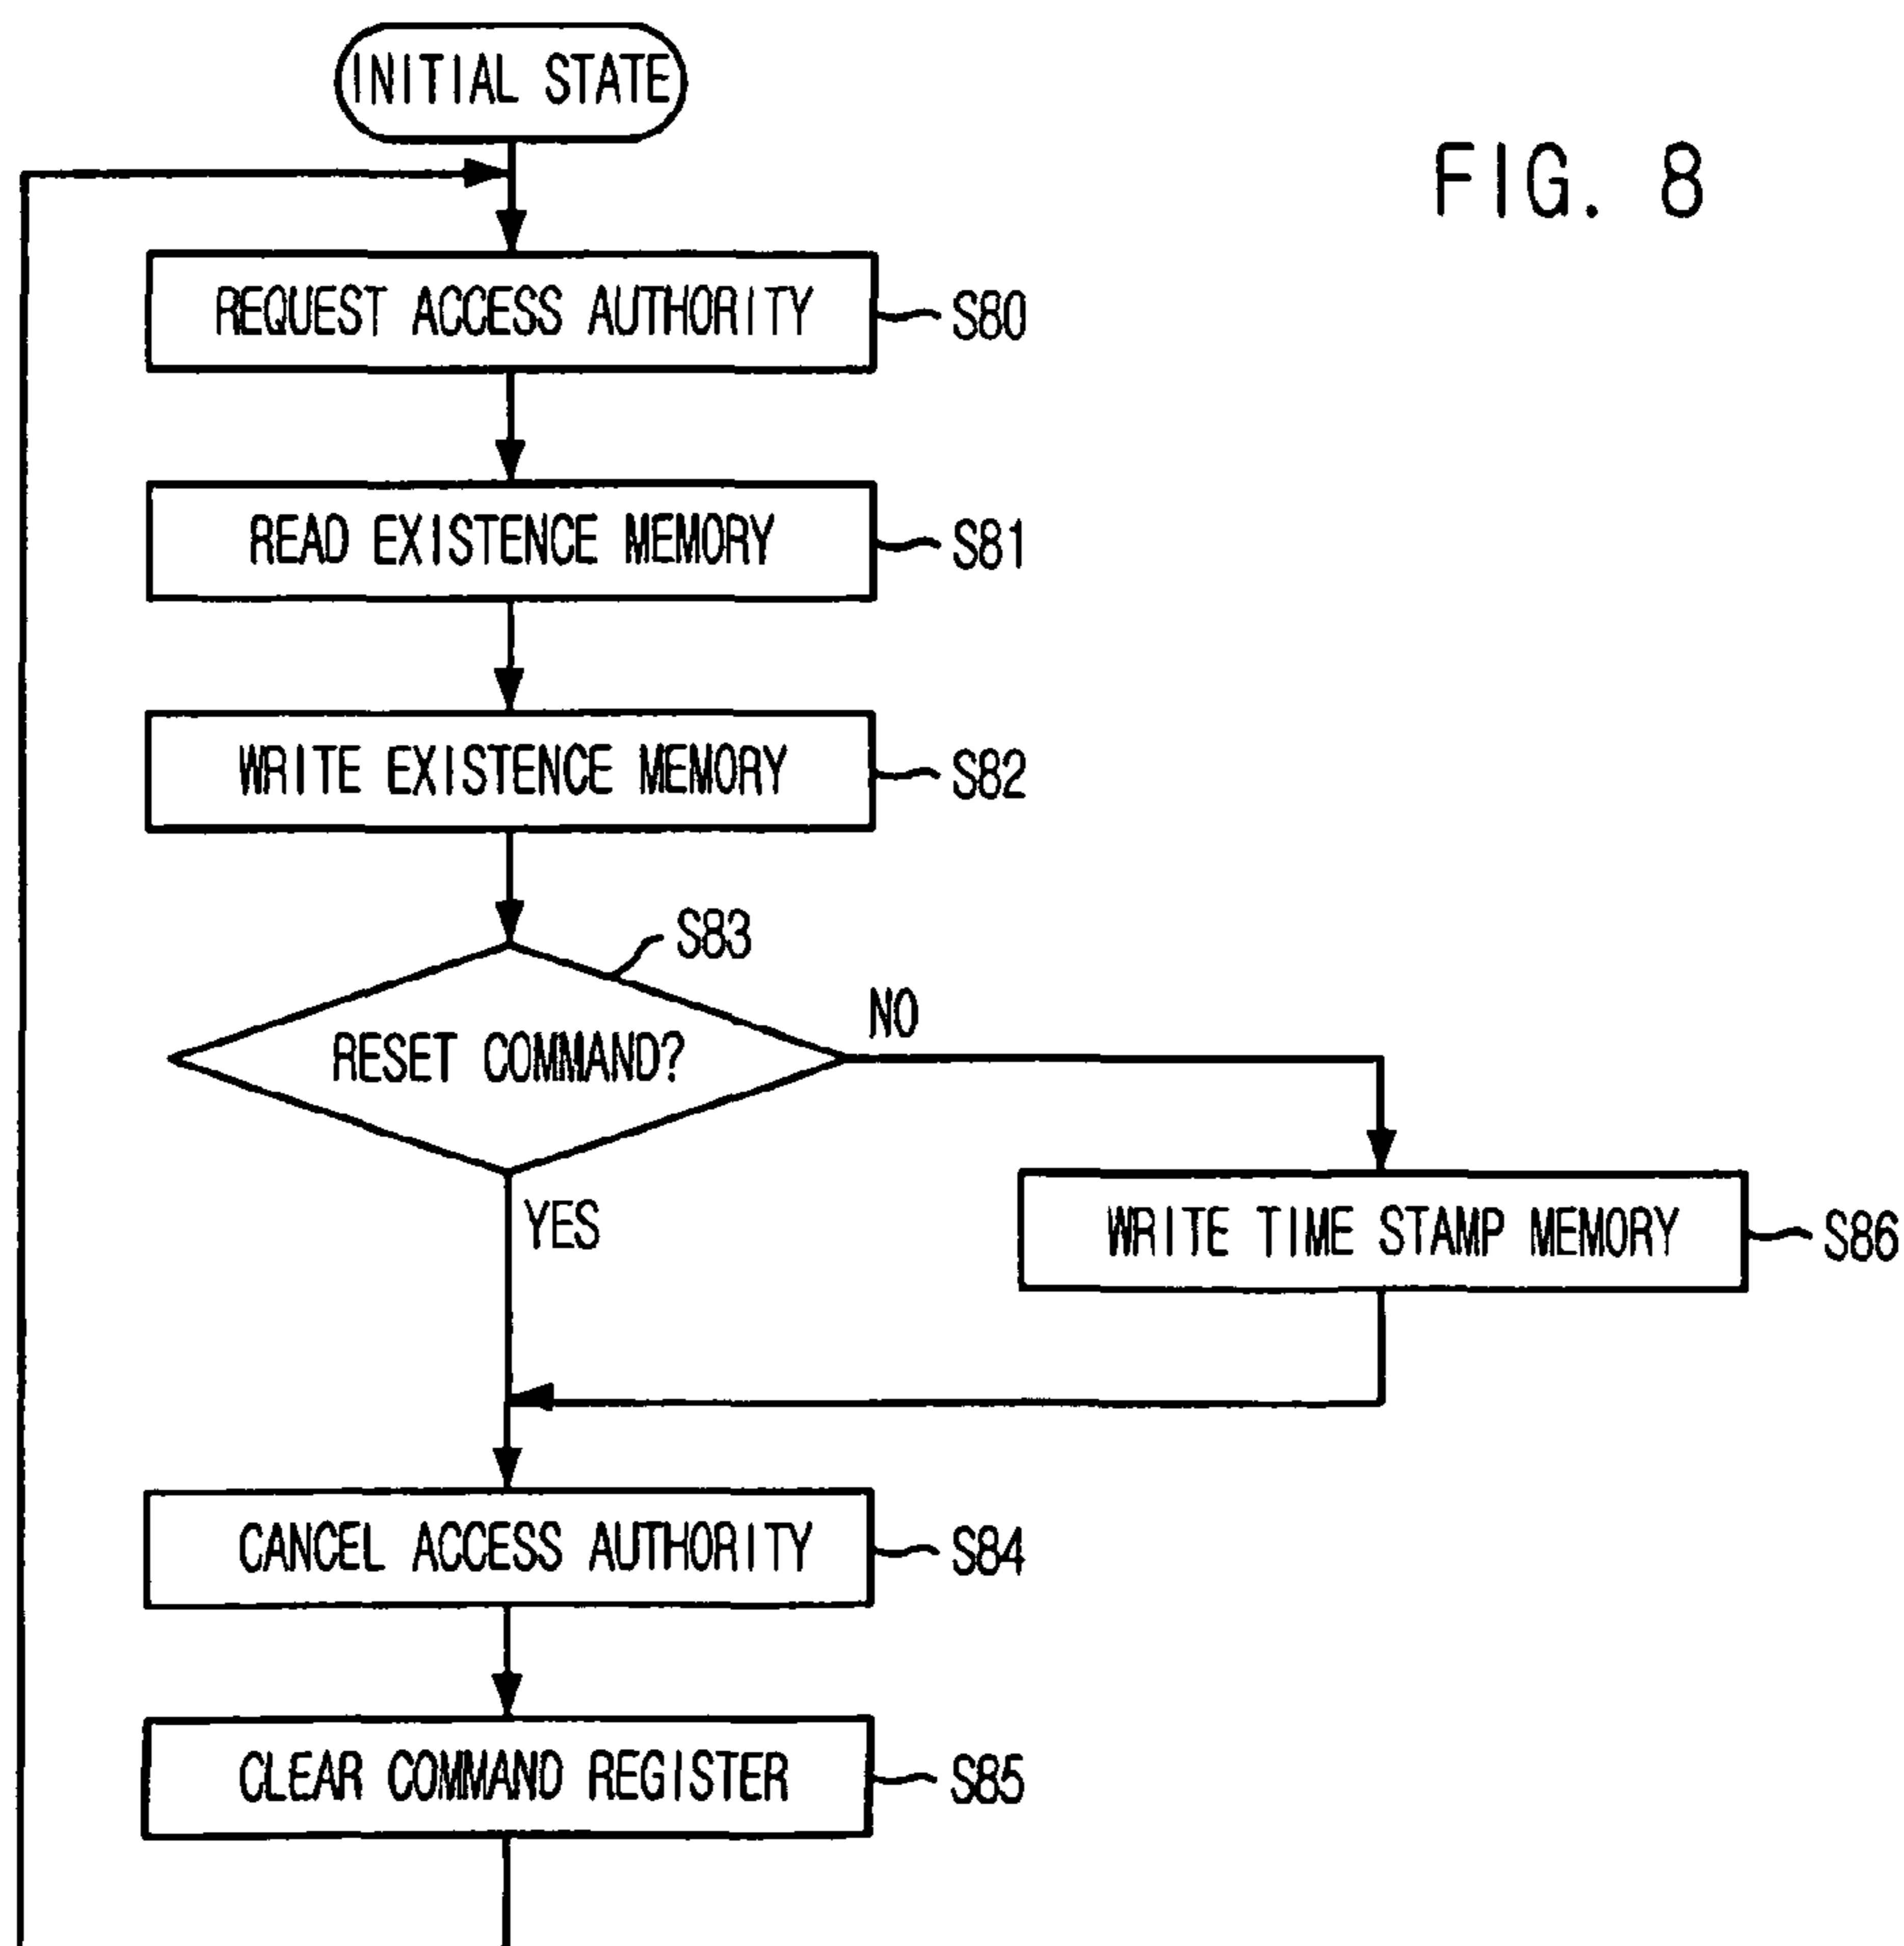 INITIAL STATE
FIG. 8
REQUEST ACCESS AUTHORITY
S80
READ EXISTENCE MEMORY
S81
WRITE EXISTENCE MEMORY
S82
S83
RESET COMMAND?
NO
YES
WRITE TIME STAMP MEMORY
S86
CANCEL ACCESS AUTHORITY
S84
CLEAR COMMAND REGISTER
S85